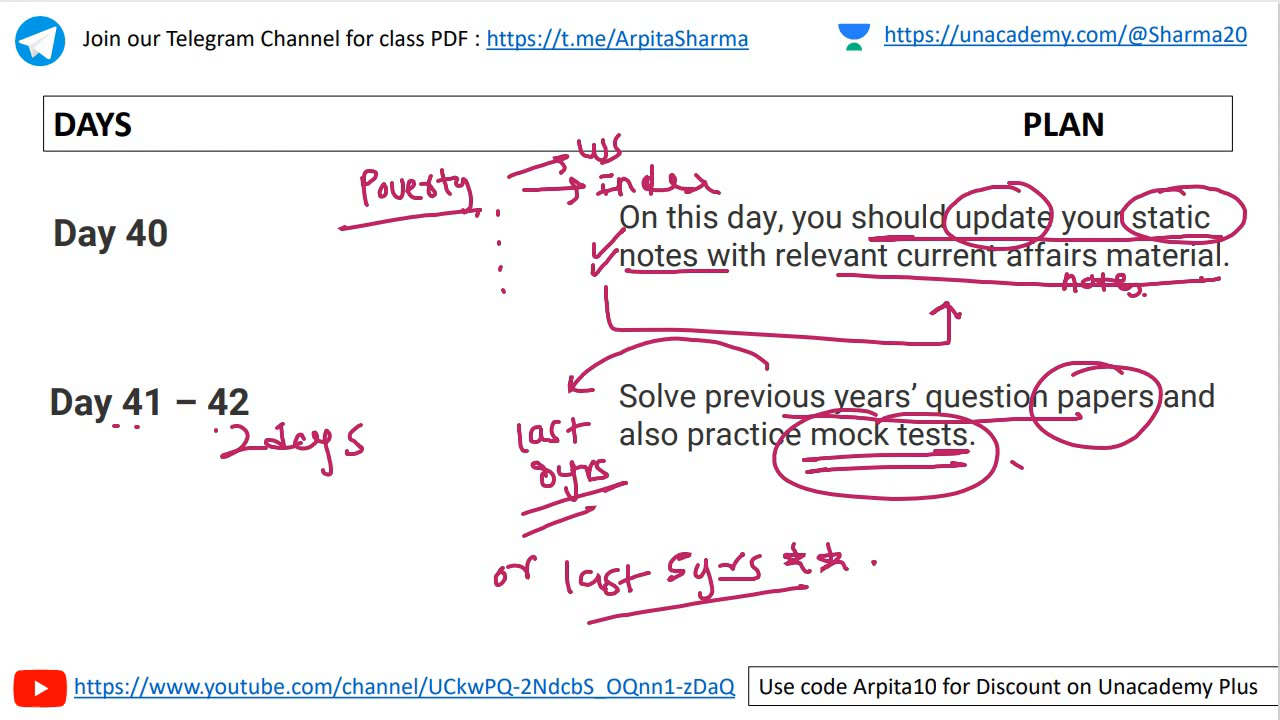 Join our Telegram Channel for class PDF : https://t.me/ArpitaSharma
https://unacademy.com/@Sharma20
DAYS PLAN
Poverty
WS
Index
Day 40
On this day, you should update your static
notes with relevant current affairs material.
notes.
Day 41 – 42
2 days
Solve previous years’ question papers and
also practice mock tests.
last
8yrs
or last 5yrs **.
https://www.youtube.com/channel/UCkwPQ-2NdcbS_OQnn1-zDaQ
Use code Arpita10 for Discount on Unacademy Plus